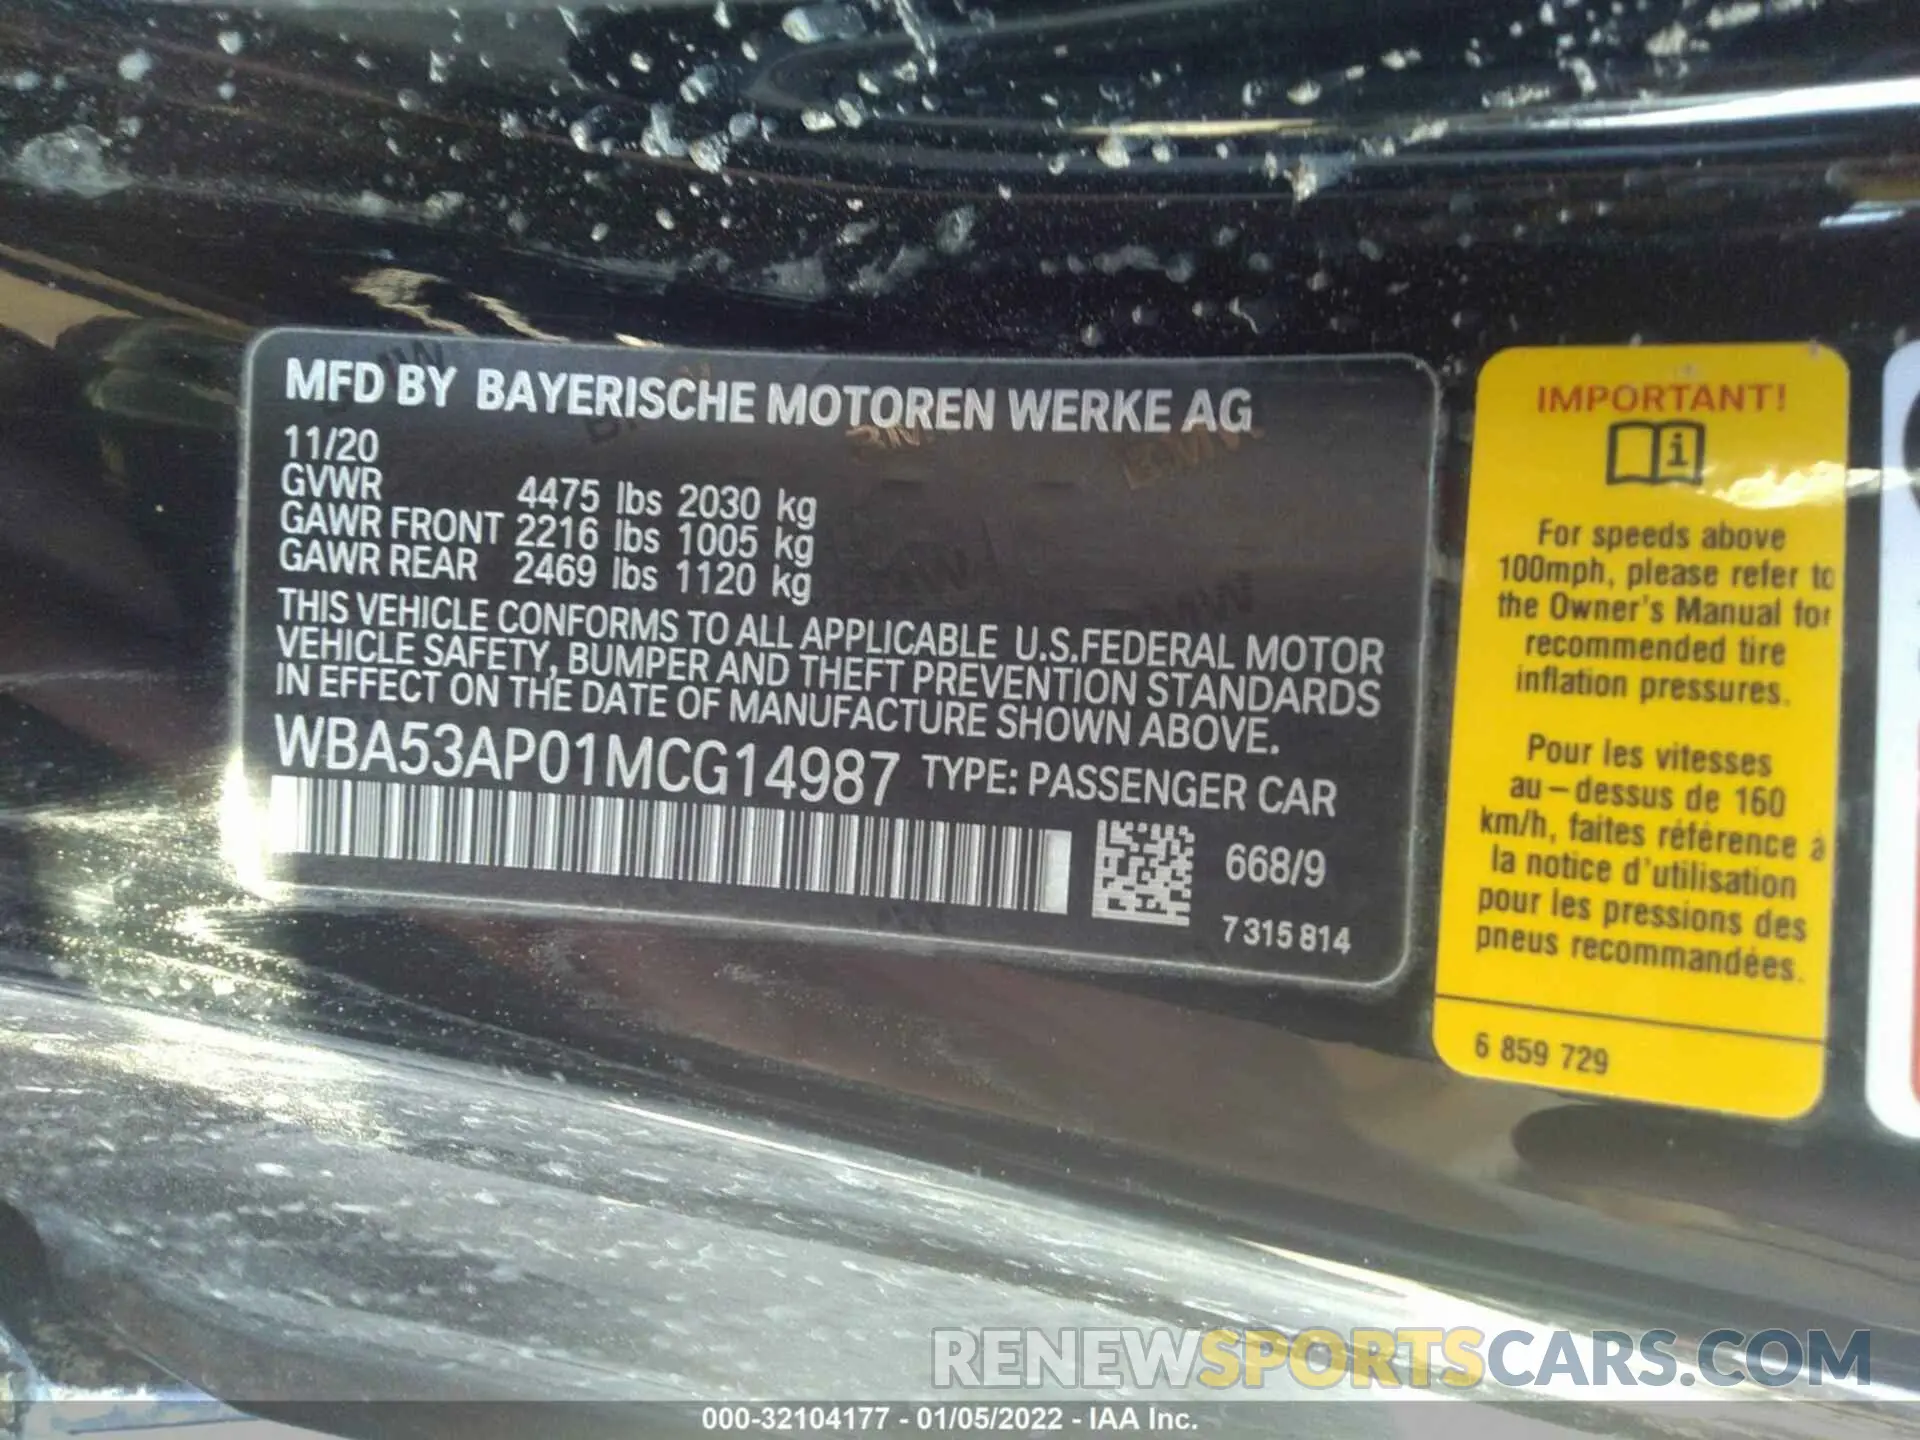 MFD BY BAYERISCHE MOTOREN WERKE AG
11/20
GVWR 4475 lbs 2030 kg
GAWR FRONT 2216 lbs 1005 kg
GAWR REAR 2469 lbs 1120 kg
THIS VEHICLE CONFORMS TO ALL APPLICABLE U.S.FEDERAL MOTOR
VEHICLE SAFETY, BUMPER AND THEFT PREVENTION STANDARDS
IN EFFECT ON THE DATE OF MANUFACTURE SHOWN ABOVE.
WBA53AP01MCG14987 TYPE: PASSENGER CAR
668/9
7 315 814
IMPORTANT!
For speeds above
100mph, please refer to
the Owner's Manual for
recommended tire
inflation pressures.
Pour les vitesses
au-dessus de 160
km/h, faites référence à
la notice d'utilisation
pour les pressions des
pneus recommandées.
6 859 729
RENEWSPORTSCARS.COM
000-32104177 - 01/05/2022 - IAA Inc.